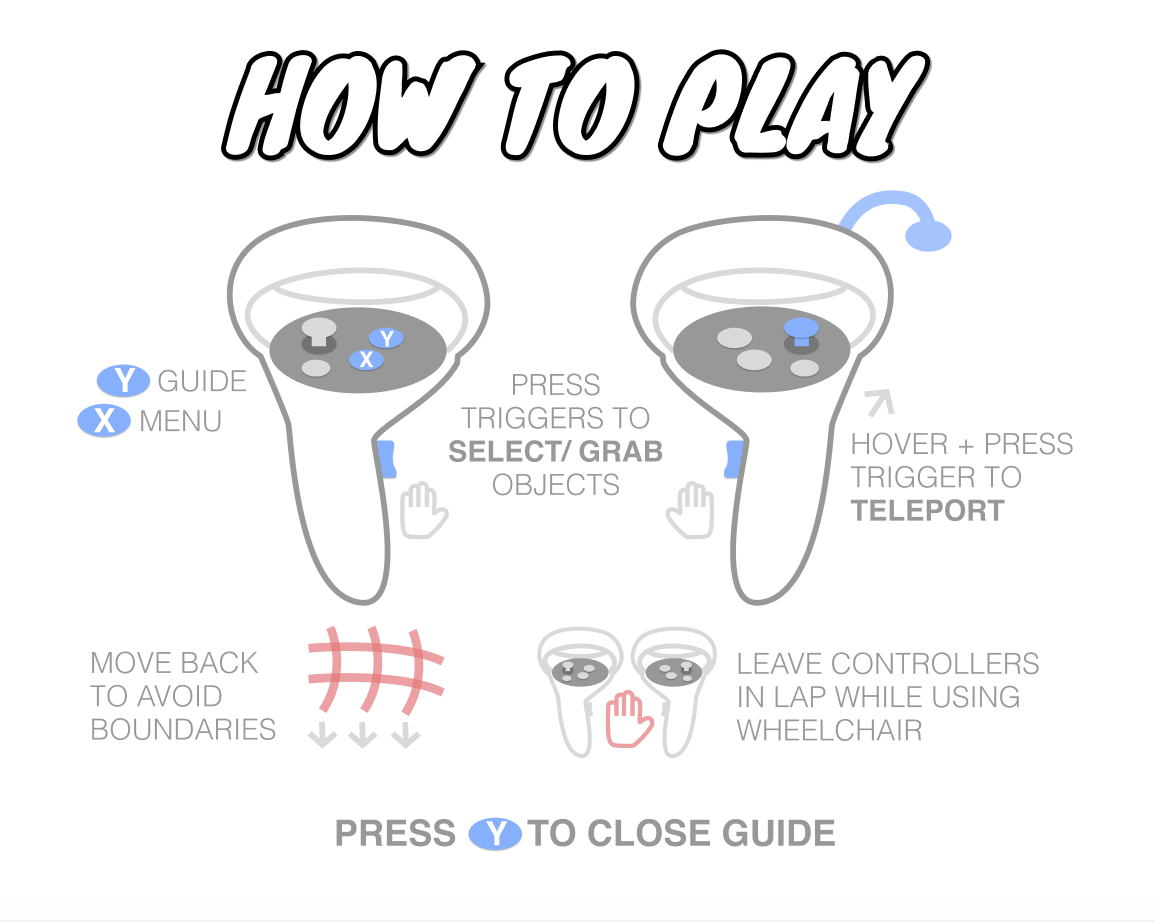 HOW TO PLAY
Y
X
Y GUIDE
X MENU
PRESS
TRIGGERS TO
SELECT/ GRAB
OBJECTS
HOVER + PRESS
TRIGGER TO
TELEPORT
MOVE BACK
TO AVOID
BOUNDARIES
LEAVE CONTROLLERS
IN LAP WHILE USING
WHEELCHAIR
PRESS Y TO CLOSE GUIDE